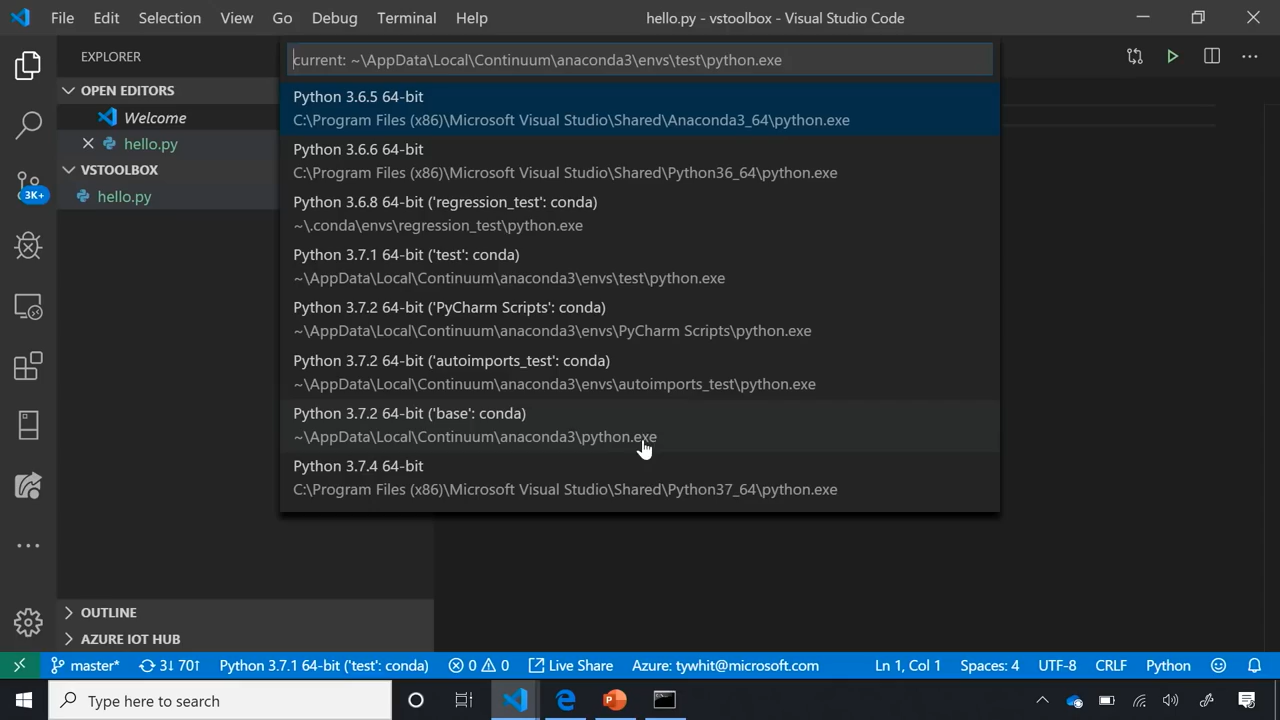 File Edit Selection View Go Debug Terminal Help
hello.py - vstoolbox - Visual Studio Code
EXPLORER
OPEN EDITORS
Welcome
hello.py
VSTOOLBOX
hello.py
3K+
current: ~\AppData\Local\Continuum\anaconda3\envs\test\python.exe
Python 3.6.5 64-bit
C:\Program Files (x86)\Microsoft Visual Studio\Shared\Anaconda3_64\python.exe
Python 3.6.6 64-bit
C:\Program Files (x86)\Microsoft Visual Studio\Shared\Python36_64\python.exe
Python 3.6.8 64-bit ('regression_test': conda)
~\.conda\envs\regression_test\python.exe
Python 3.7.1 64-bit ('test': conda)
~\AppData\Local\Continuum\anaconda3\envs\test\python.exe
Python 3.7.2 64-bit ('PyCharm Scripts': conda)
~\AppData\Local\Continuum\anaconda3\envs\PyCharm Scripts\python.exe
Python 3.7.2 64-bit ('autoimports_test': conda)
~\AppData\Local\Continuum\anaconda3\envs\autoimports_test\python.exe
Python 3.7.2 64-bit ('base': conda)
~\AppData\Local\Continuum\anaconda3\python.exe
Python 3.7.4 64-bit
C:\Program Files (x86)\Microsoft Visual Studio\Shared\Python37_64\python.exe
OUTLINE
AZURE IOT HUB
master* 3↓ 70↑ Python 3.7.1 64-bit ('test': conda) 0 0 Live Share Azure: tywhit@microsoft.com Ln 1, Col 1 Spaces: 4 UTF-8 CRLF Python
Type here to search